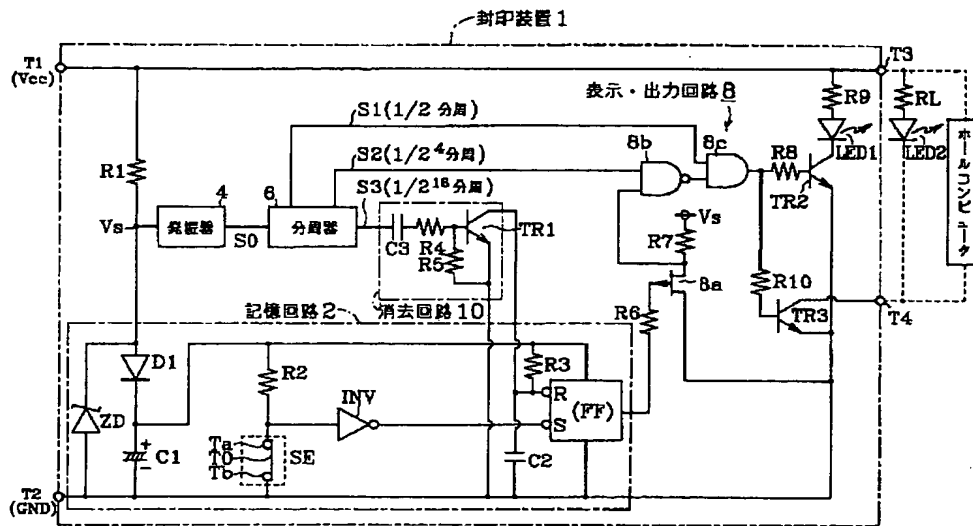 封印装置1
T1
(Vcc)
T3
表示・出力回路8
R9
RL
S1(1/2分周)
8b
8c
LED1
LED2
S2(1/2⁴分周)
R8
R1
4
6
S3(1/2¹⁶分周)
TR2
Vs
発振器
S0
分周器
C3
R4
R5
TR1
Vs
R7
ホールコンピュータ
8a
R10
R6
記憶回路2
消去回路10
TR3
T4
D1
R2
R3
INV
R
(FF)
S
ZD
+
-
C1
Ta
T0
Tb
SE
C2
T2
(GND)